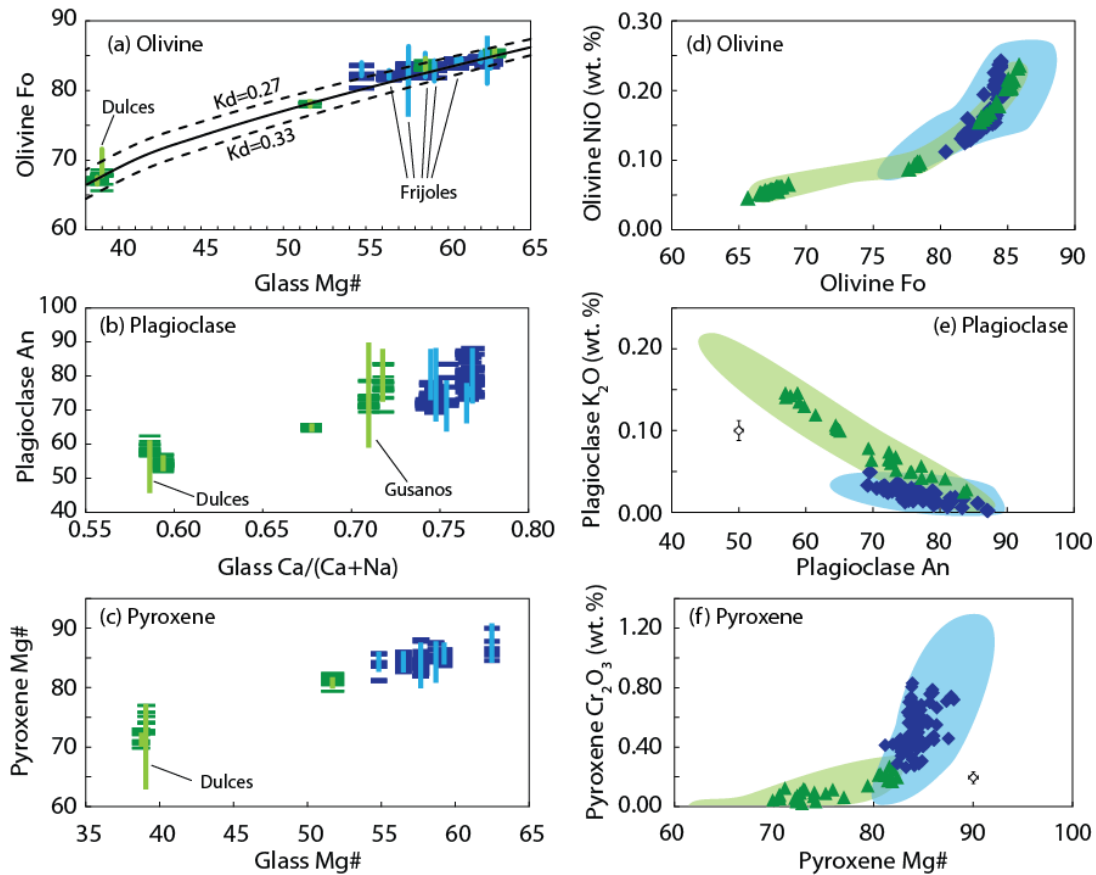 (a) Olivine
Olivine Fo
90
80
70
60
Dulces
Kd=0.27
Kd=0.33
Frijoles
40
45
50
55
60
65
Glass Mg#
(b) Plagioclase
Plagioclase An
100
90
80
70
60
50
40
Dulces
Gusanos
0.55
0.60
0.65
0.70
0.75
0.80
Glass Ca/(Ca+Na)
(c) Pyroxene
Pyroxene Mg#
90
80
70
60
Dulces
35
40
45
50
55
60
65
Glass Mg#
(d) Olivine
Olivine NiO (wt. %)
0.30
0.20
0.10
0.00
60
65
70
75
80
85
90
Olivine Fo
(e) Plagioclase
Plagioclase K2O (wt. %)
0.20
0.10
0.00
40
50
60
70
80
90
100
Plagioclase An
(f) Pyroxene
Pyroxene Cr2O3 (wt. %)
1.20
0.80
0.40
0.00
60
70
80
90
100
Pyroxene Mg#